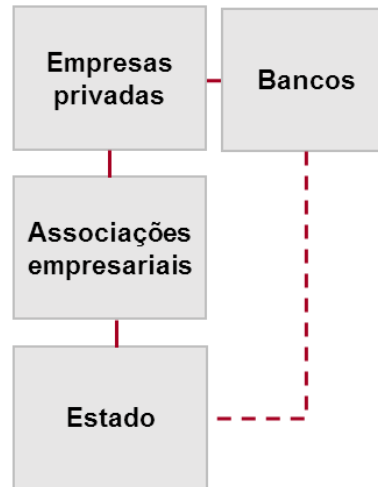 Empresas
privadas
Bancos
Associações
empresariais
Estado